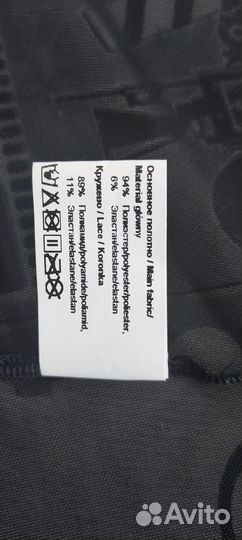 Основное полотно / Main fabric/
Material główny
94% Полиэстер/polyester/poliester,
6% Эластан/elastane/elastan
Кружево / Lace / Koronka
89% Полиамид/polyamide/poliamid,
11% Эластан/elastane/elastan
Avito